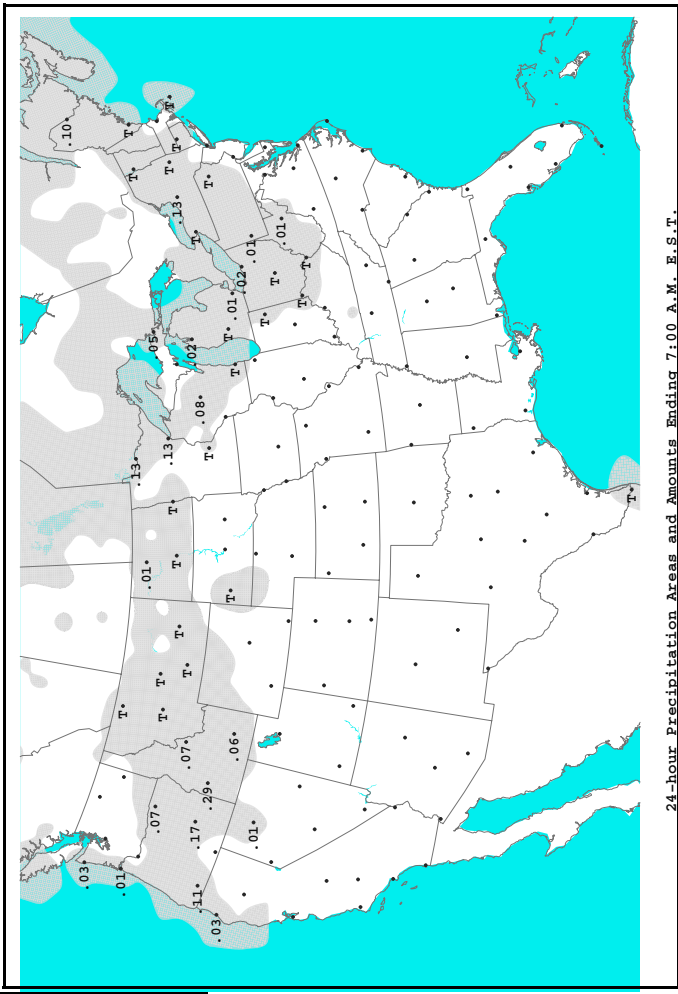 .10
.03
.01
T
T
T
.13
.01
.05
.07
T
T
.13
T
T
T
T
.13
T
T
.07
T
.02
.17
T
.11
.08
.29
T
T
.03
T
T
.01
.06
T
.02
.01
.01
T
T
.01
T
T
T
24-hour Precipitation Areas and Amounts Ending 7:00 A.M. E.S.T.